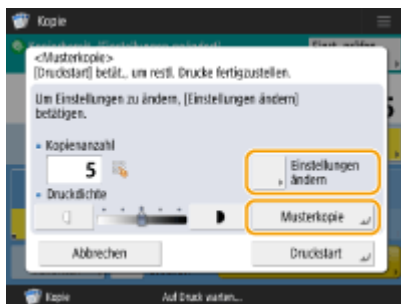 Kopie
<Musterkopie>
[Druckstart] betät., um restl. Drucke fertigzustellen.
Um Einstellungen zu ändern, [Einstellungen ändern]
betätigen.
Kopienanzahl
5
Einstellungen
ändern
Druckdichte
Musterkopie
Abbrechen
Druckstart
Kopie
Auf Druck warten...